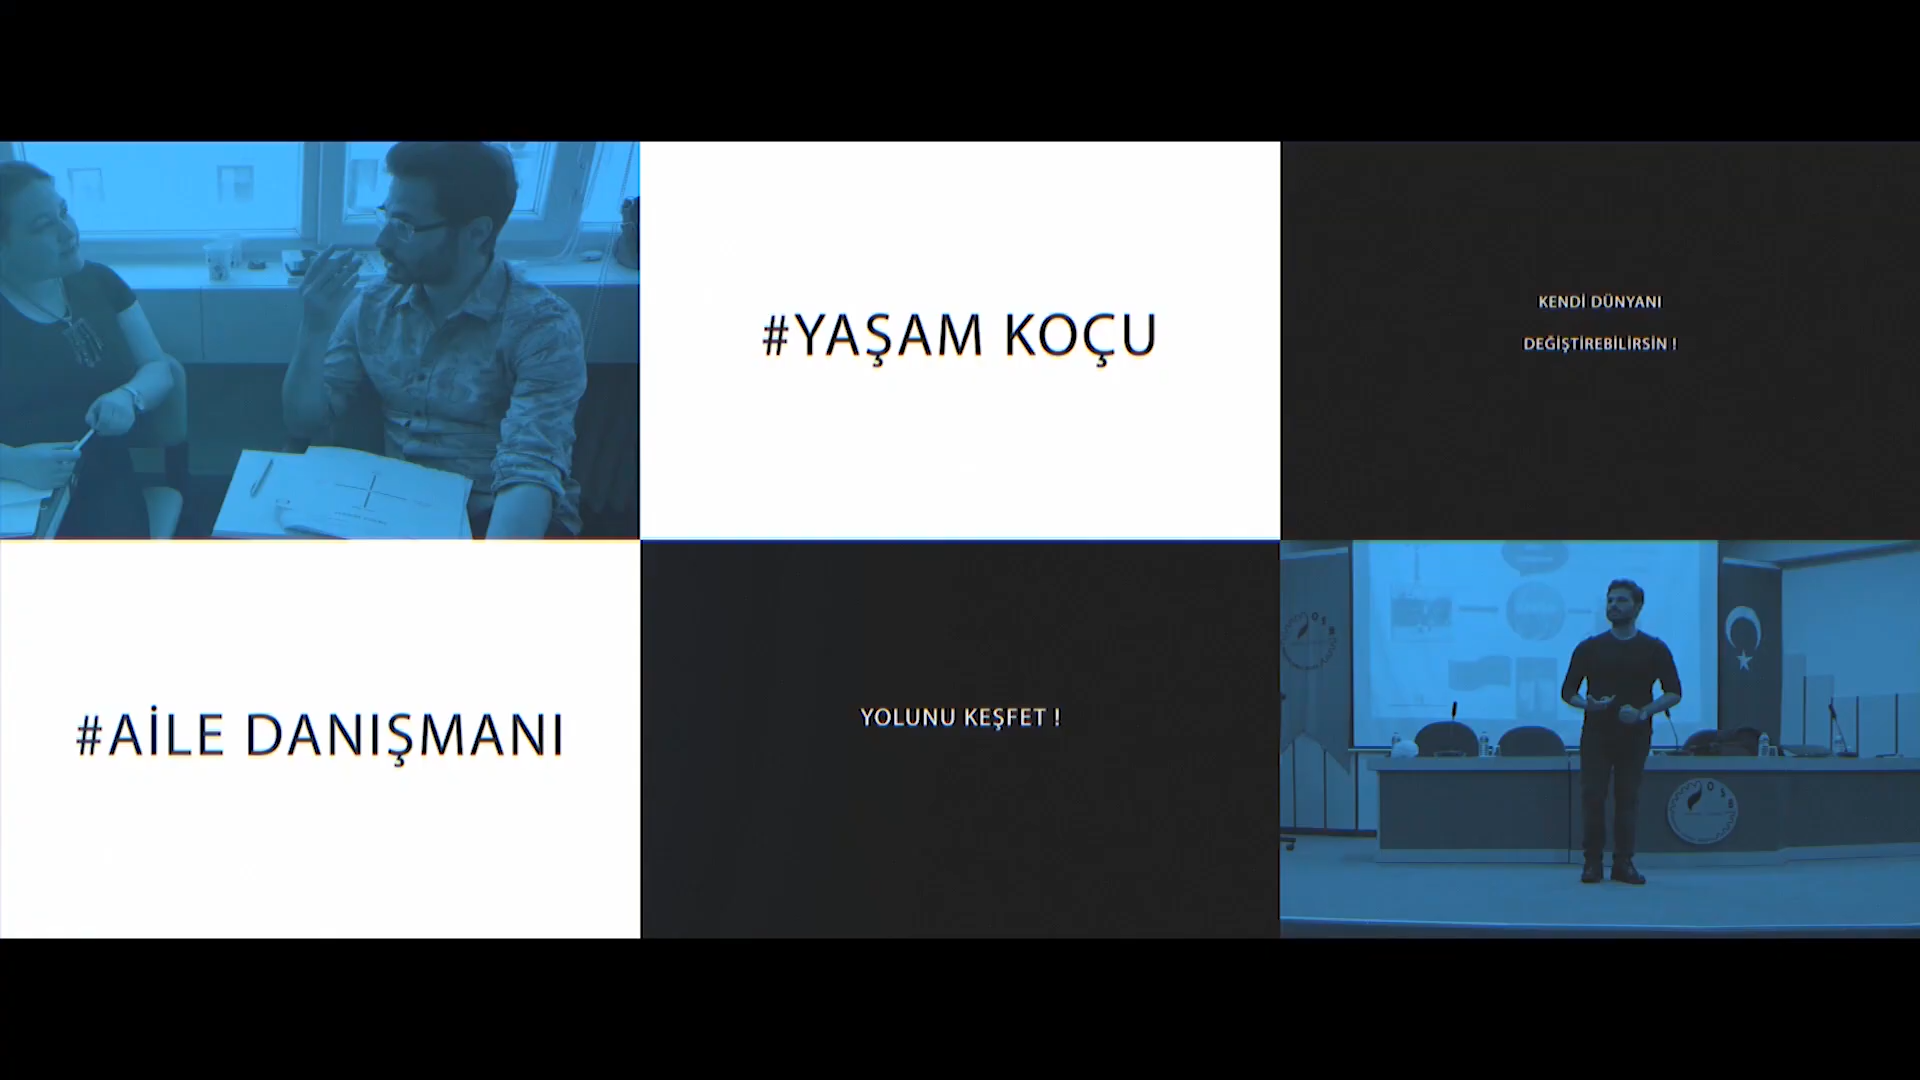 #YAŞAM KOÇU
KENDİ DÜNYANI
DEĞİŞTİREBİLİRSİN !
#AİLE DANIŞMANI
YOLUNU KEŞFET !